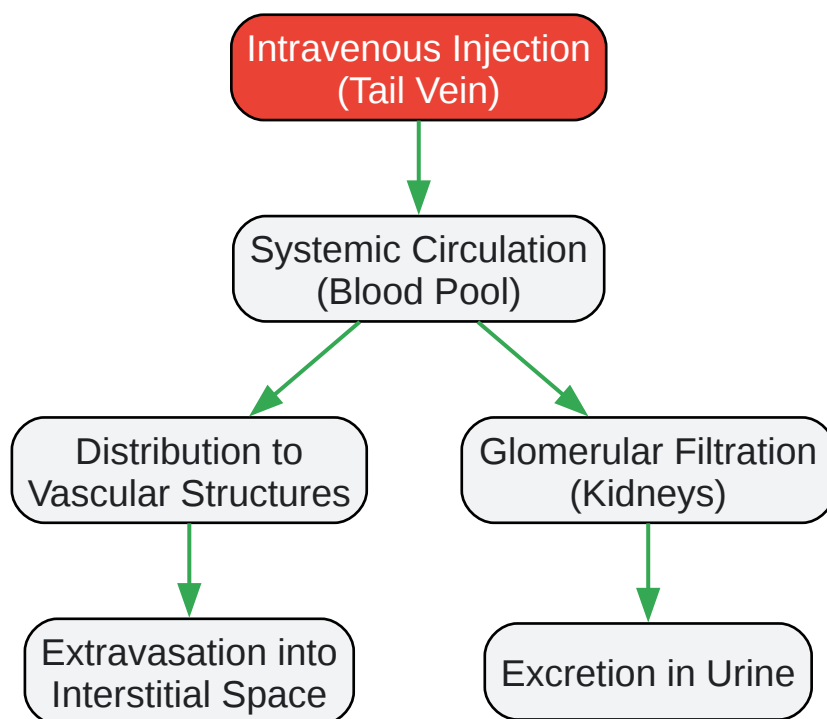 Intravenous Injection
(Tail Vein)
Systemic Circulation
(Blood Pool)
Distribution to
Vascular Structures
Glomerular Filtration
(Kidneys)
Extravasation into
Interstitial Space
Excretion in Urine